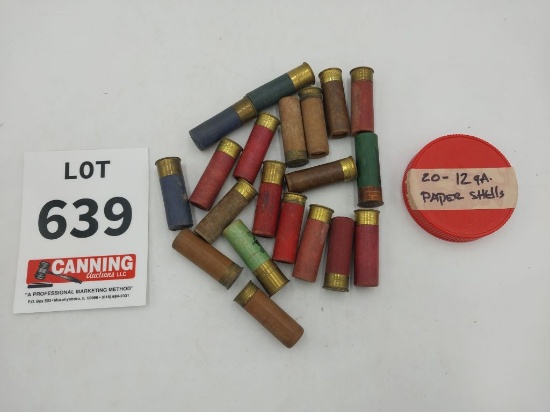 LOT
639
CANNING
Auctions LLC
"A PROFESSIONAL MARKETING METHOD"
20-12 GA.
PAPER SHELLS